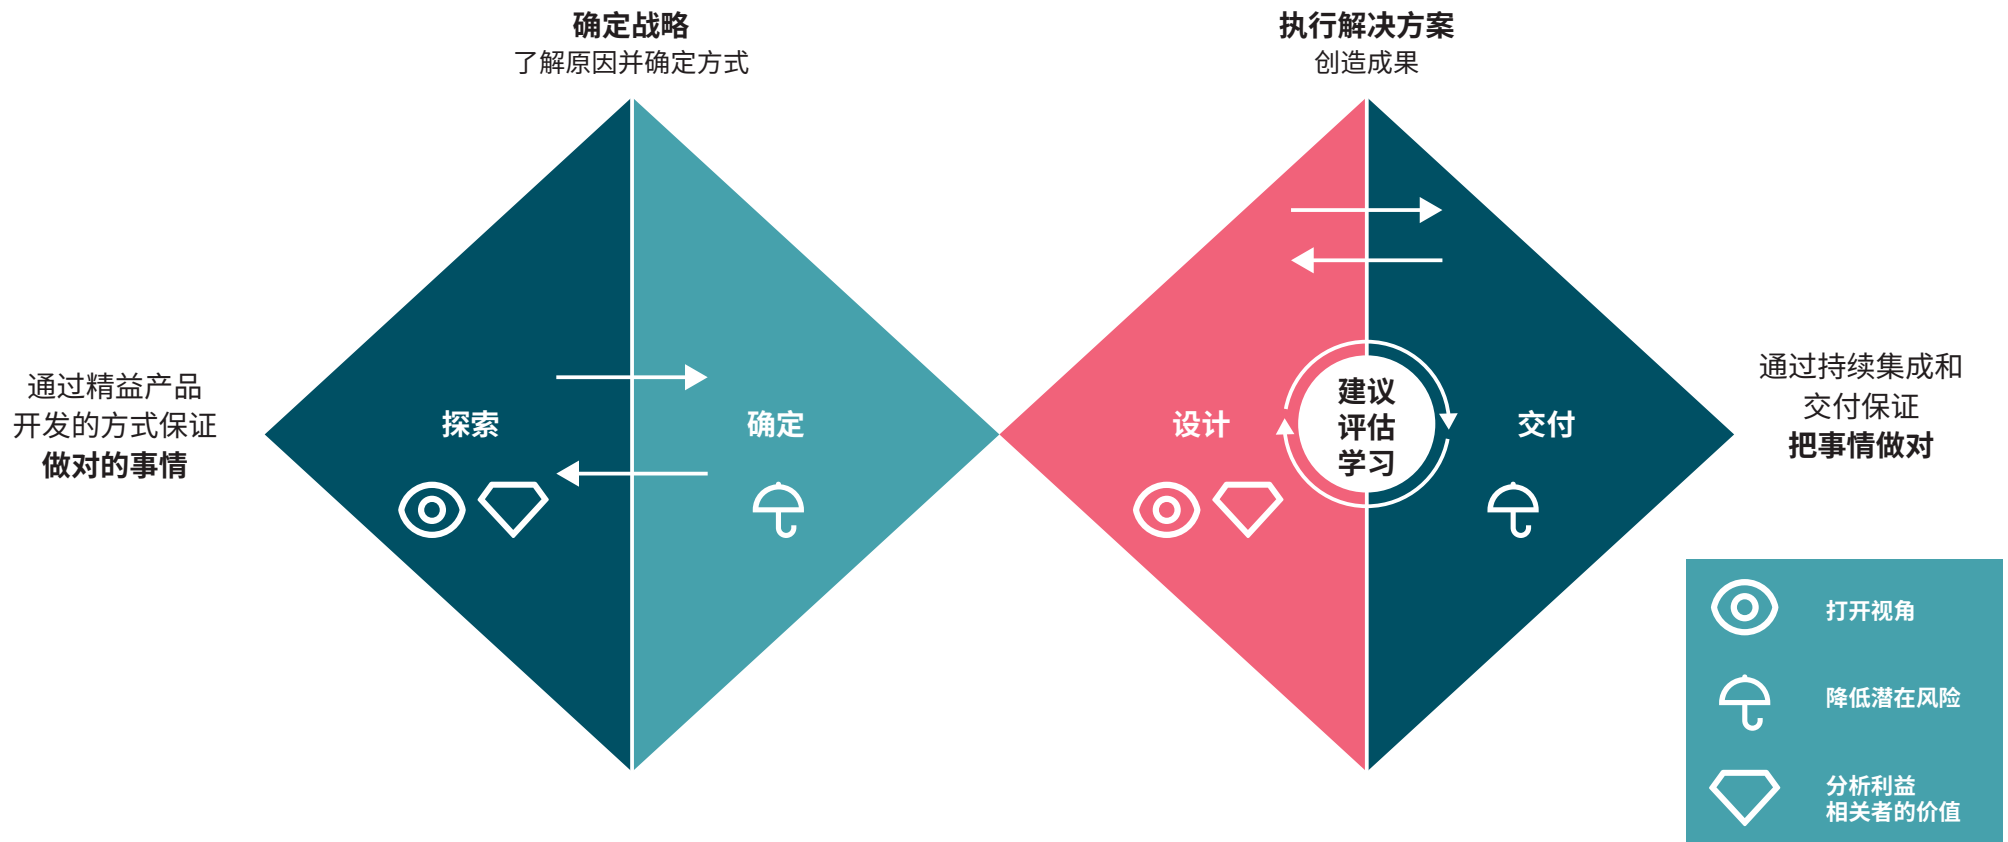 确定战略
了解原因并确定方式
执行解决方案
创造成果
通过精益产品
开发的方式保证
做对的事情
探索
确定
设计
建议
评估
学习
交付
通过持续集成和
交付保证
把事情做对
打开视角
降低潜在风险
分析利益
相关者的价值